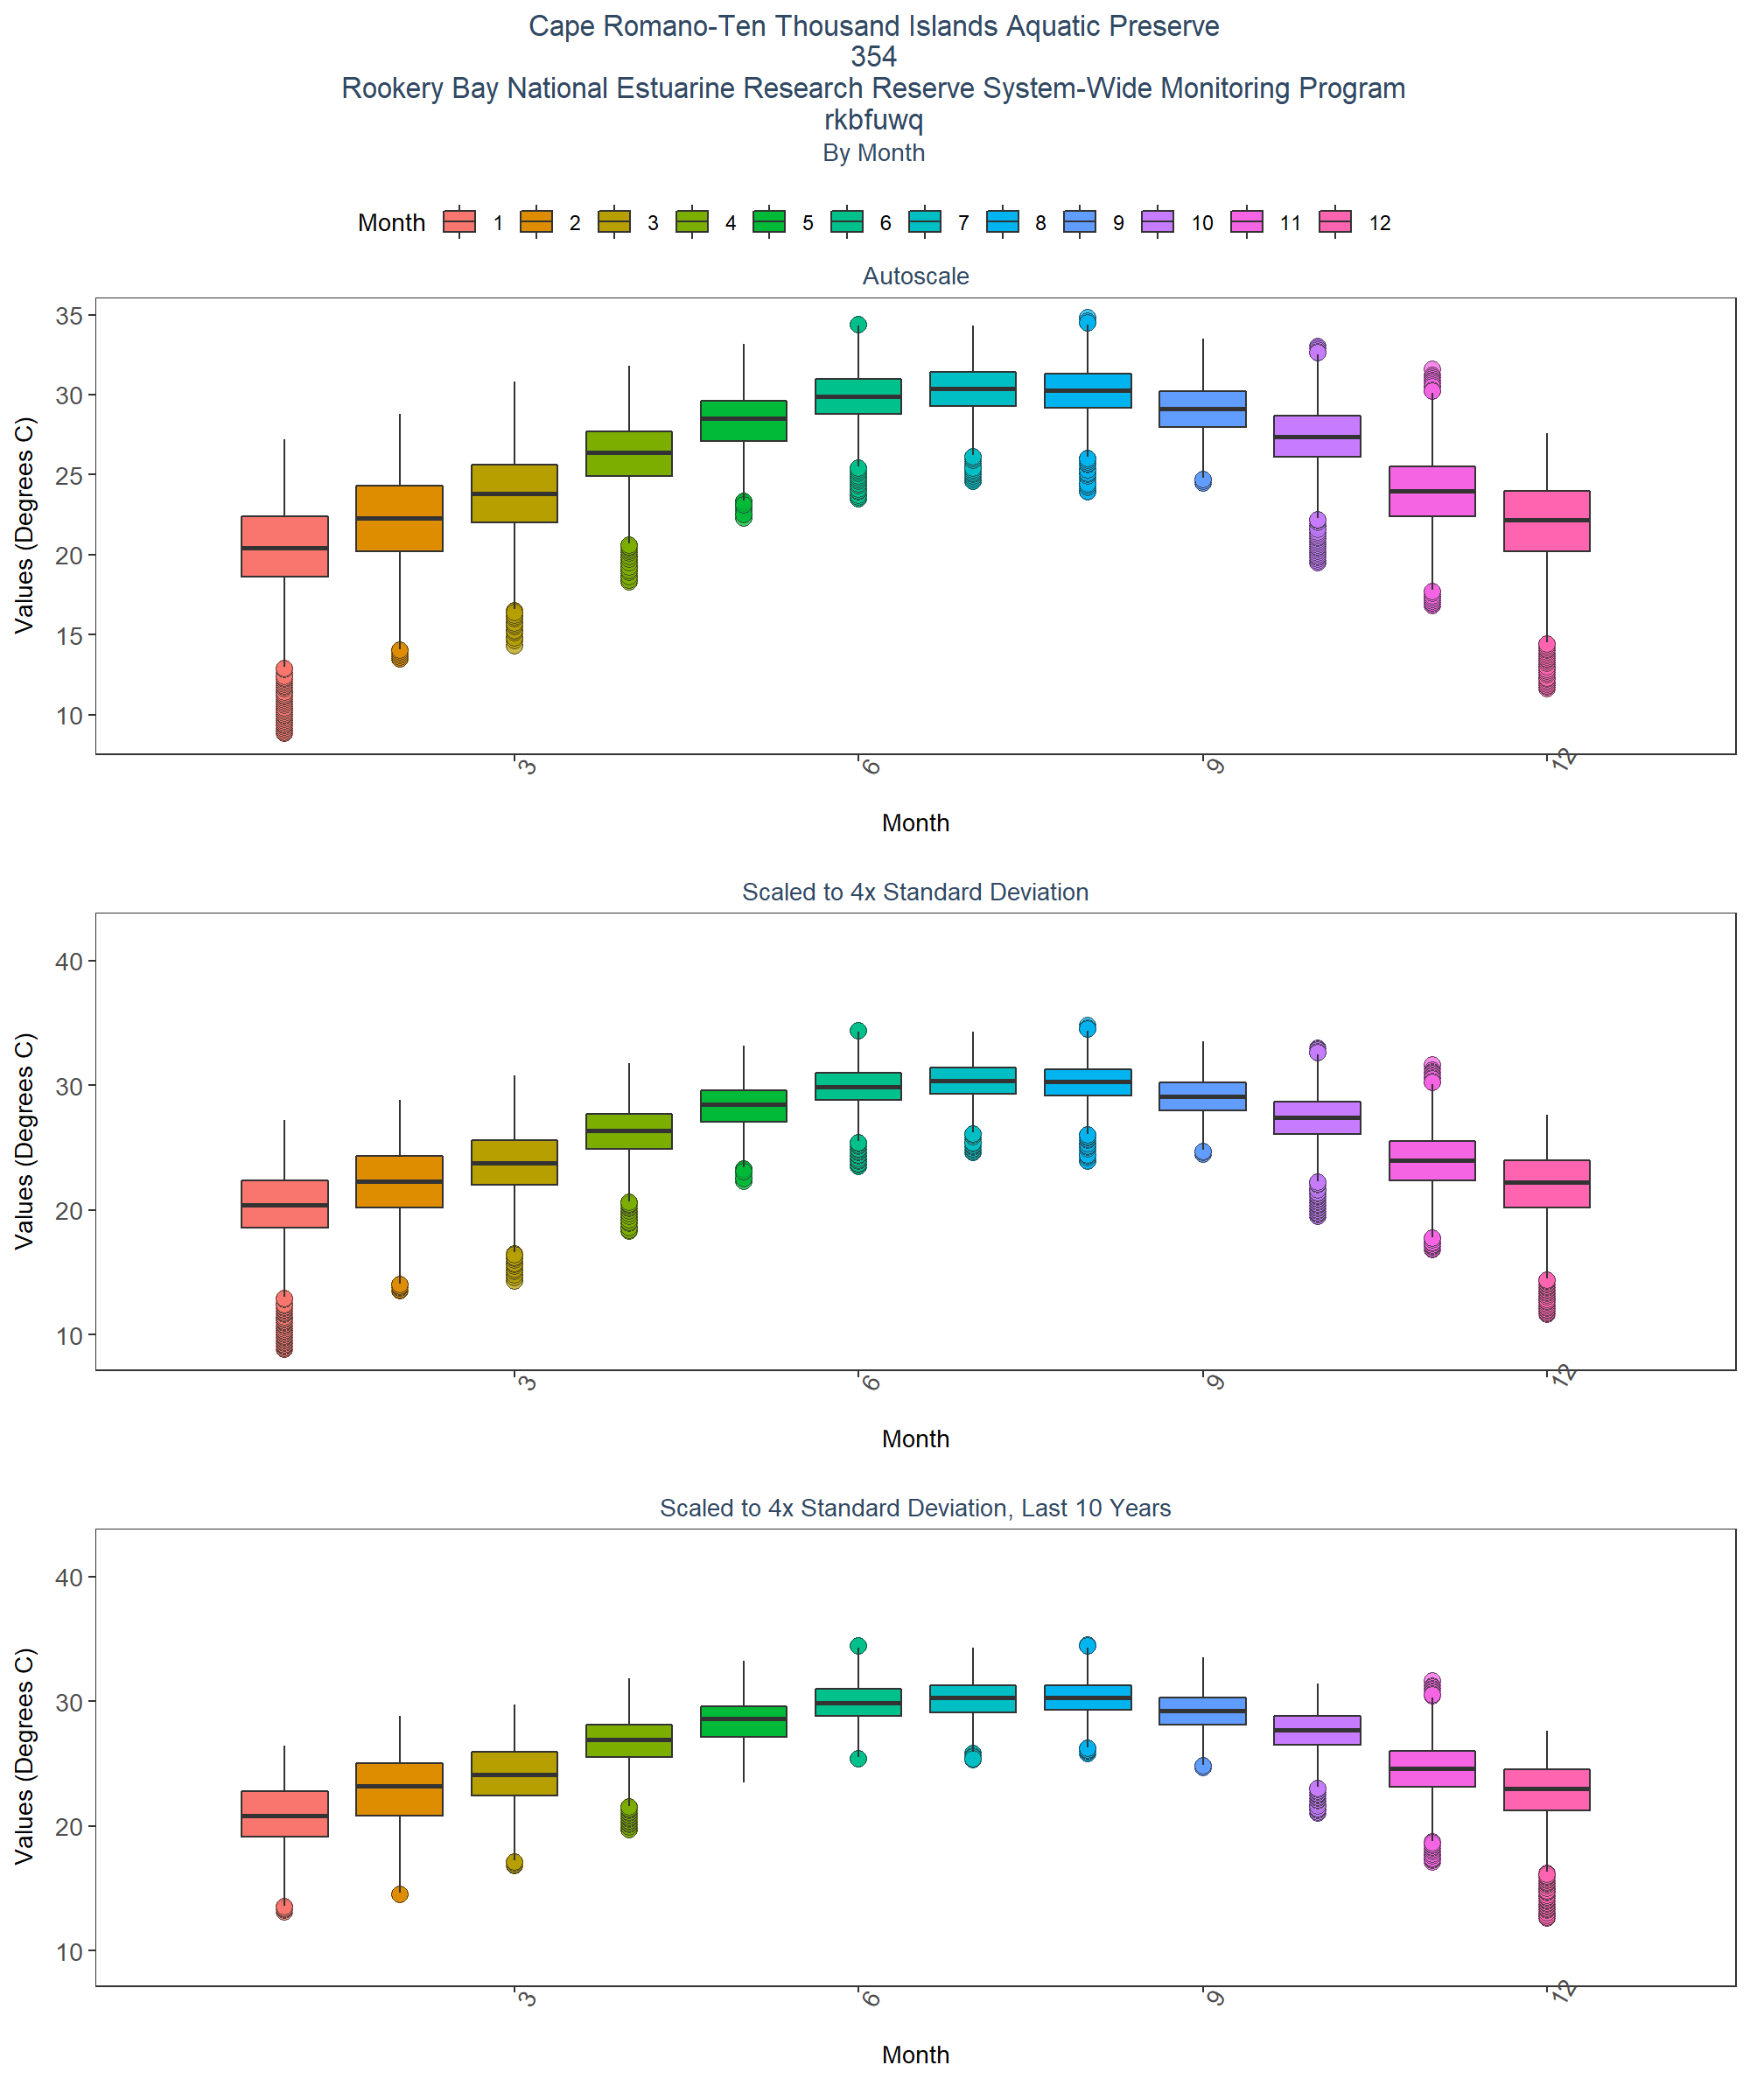 Cape Romano-Ten Thousand Islands Aquatic Preserve
354
Rookery Bay National Estuarine Research Reserve System-Wide Monitoring Program
rkbfuwq
By Month
Month 1 2 3 4 5 6 7 8 9 10 11 12
Autoscale
Values (Degrees C)
35
30
25
20
15
10
3 6 9 12
Month
Scaled to 4x Standard Deviation
Values (Degrees C)
40
30
20
10
3 6 9 12
Month
Scaled to 4x Standard Deviation, Last 10 Years
Values (Degrees C)
40
30
20
10
3 6 9 12
Month